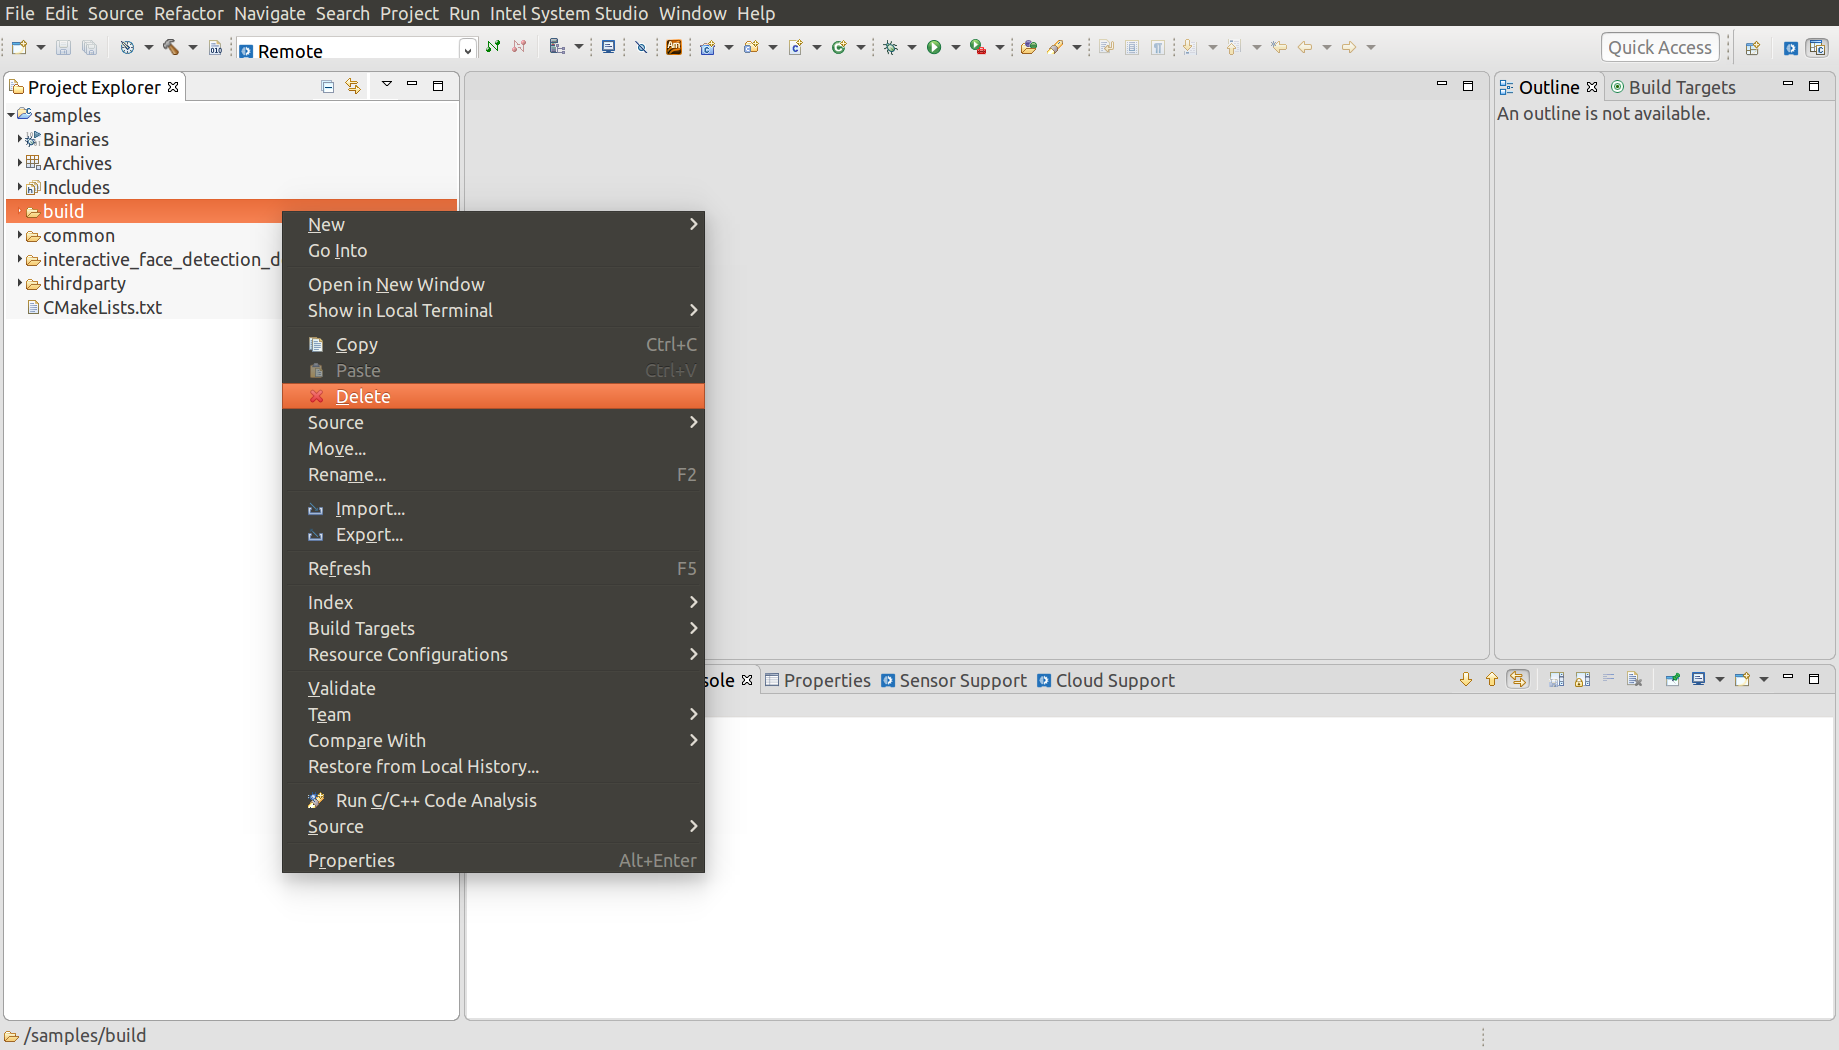 File Edit Source Refactor Navigate Search Project Run Intel System Studio Window Help
Remote
Quick Access
Project Explorer
samples
Binaries
Archives
Includes
build
common
interactive_face_detection_d
thirdparty
CMakeLists.txt
New
Go Into
Open in New Window
Show in Local Terminal
Copy Ctrl+C
Paste Ctrl+V
Delete
Source
Move...
Rename... F2
Import...
Export...
Refresh F5
Index
Build Targets
Resource Configurations
Validate
Team
Compare With
Restore from Local History...
Run C/C++ Code Analysis
Source
Properties Alt+Enter
Outline Build Targets
An outline is not available.
sole Properties Sensor Support Cloud Support
/samples/build